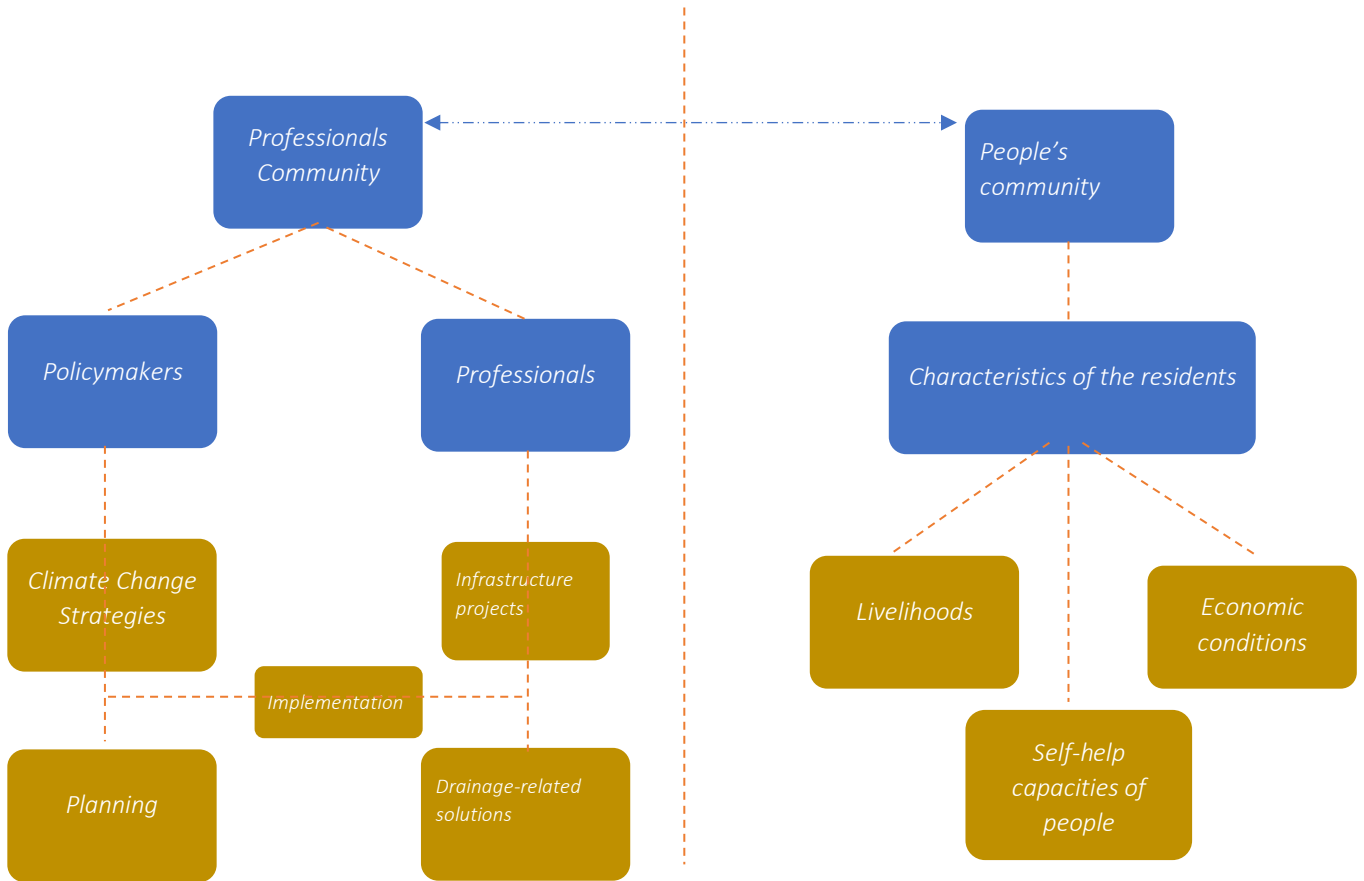 Professionals
Community
People’s
community
Policymakers
Professionals
Characteristics of the residents
Climate Change
Strategies
Infrastructure
projects
Livelihoods
Economic
conditions
Implementation
Self-help
capacities of
people
Planning
Drainage-related
solutions